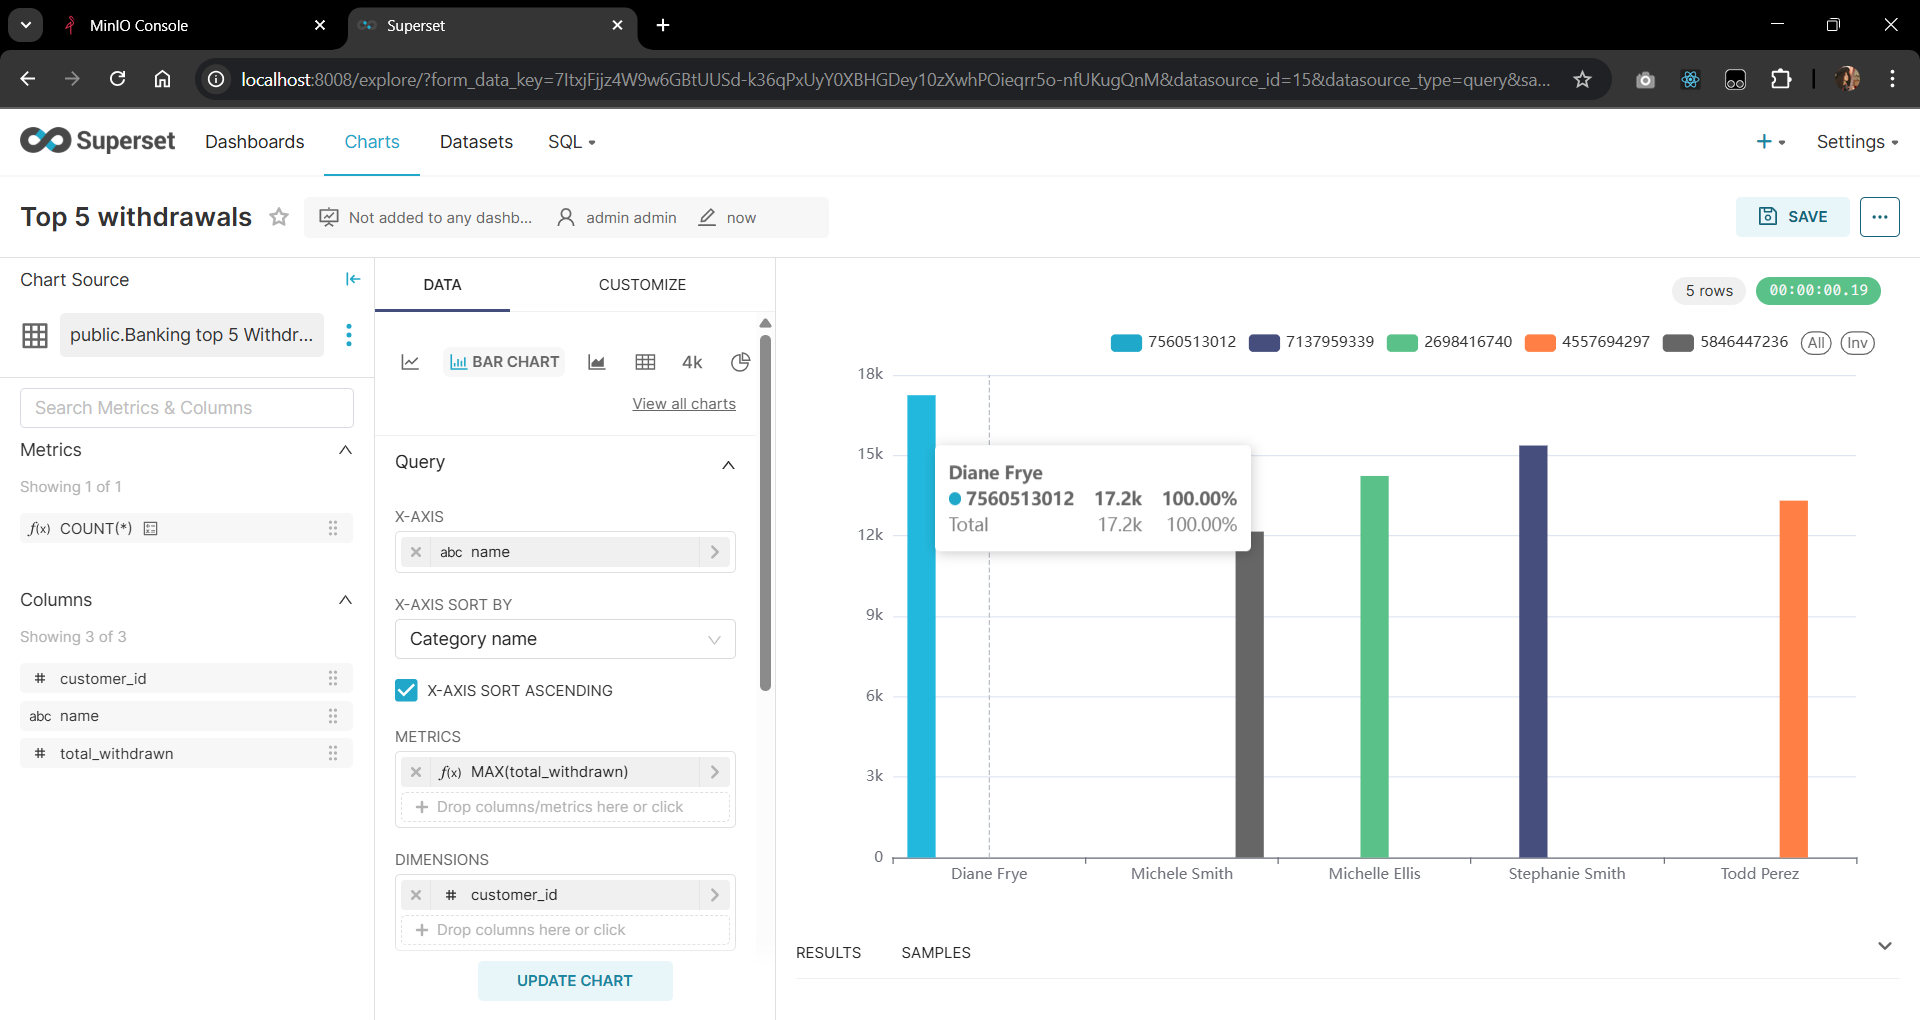 MinIO Console
Superset
localhost:8008/explore/?form_data_key=7ltxjFjjz4W9w6GBtUUSd-k36qPxUyY0XBHGDey10zXwhPOieqrr5o-nfUKugQnM&datasource_id=15&datasource_type=query&sa...
Superset Dashboards Charts Datasets SQL Settings
Top 5 withdrawals Not added to any dashb... admin admin now SAVE
Chart Source
public.Banking top 5 Withdr...
Search Metrics & Columns
Metrics
Showing 1 of 1
f(x) COUNT(*)
Columns
Showing 3 of 3
# customer_id
abc name
# total_withdrawn
DATA CUSTOMIZE
BAR CHART 4k
View all charts
Query
X-AXIS
abc name
X-AXIS SORT BY
Category name
X-AXIS SORT ASCENDING
METRICS
f(x) MAX(total_withdrawn)
+ Drop columns/metrics here or click
DIMENSIONS
# customer_id
+ Drop columns here or click
UPDATE CHART
5 rows 00:00:00.19
7560513012 7137959339 2698416740 4557694297 5846447236 All Inv
18k
15k
12k
9k
6k
3k
0
Diane Frye
7560513012 17.2k 100.00%
Total 17.2k 100.00%
Diane Frye Michele Smith Michelle Ellis Stephanie Smith Todd Perez
RESULTS SAMPLES